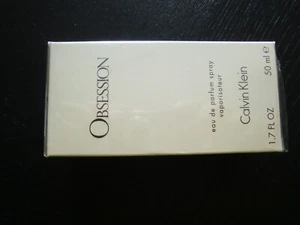 OBSESSION
eau de parfum spray
vaporisateur
Calvin Klein
1.7 FL OZ 50 ml e